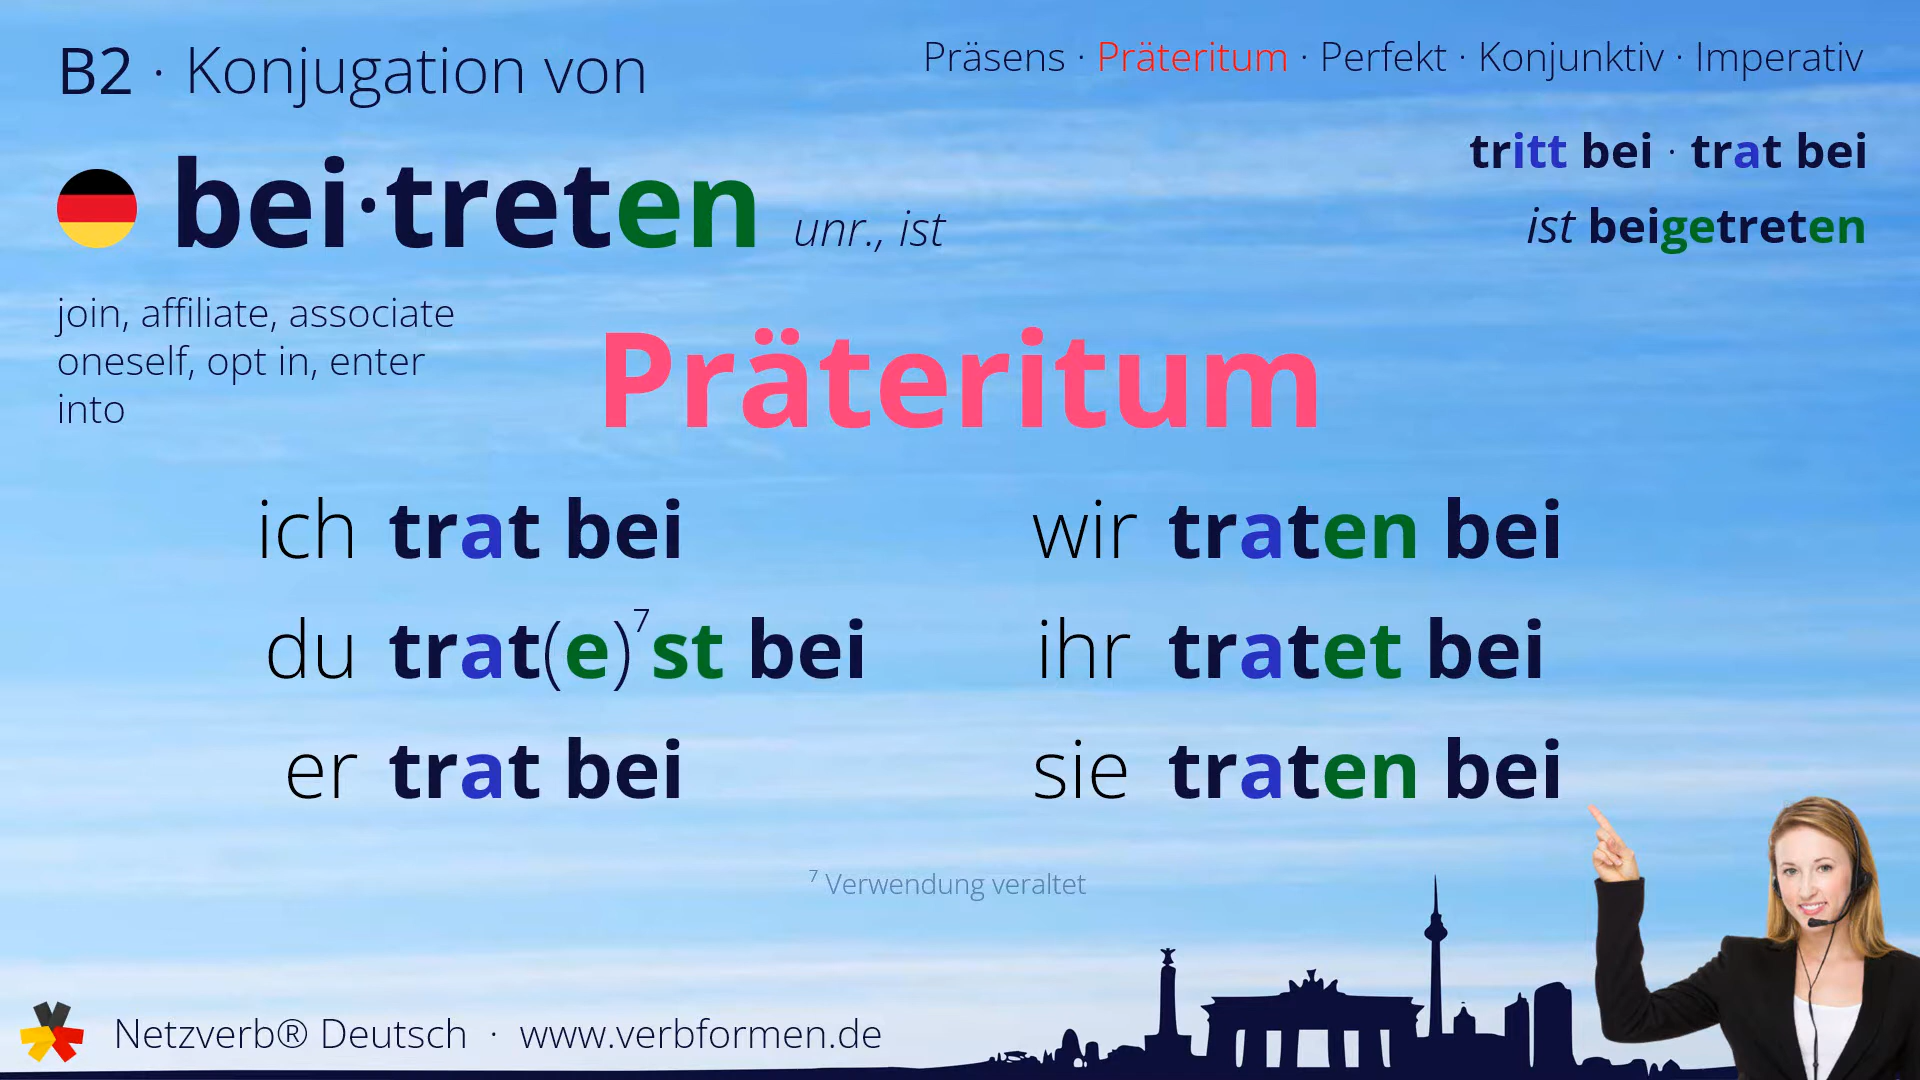 B2 · Konjugation von
Präsens · Präteritum · Perfekt · Konjunktiv · Imperativ
bei·treten unr., ist
tritt bei · trat bei
ist beigetreten
join, affiliate, associate
oneself, opt in, enter
into
Präteritum
ich trat bei
du trat(e)⁷st bei
er trat bei
wir traten bei
ihr tratet bei
sie traten bei
⁷ Verwendung veraltet
Netzverb® Deutsch · www.verbformen.de